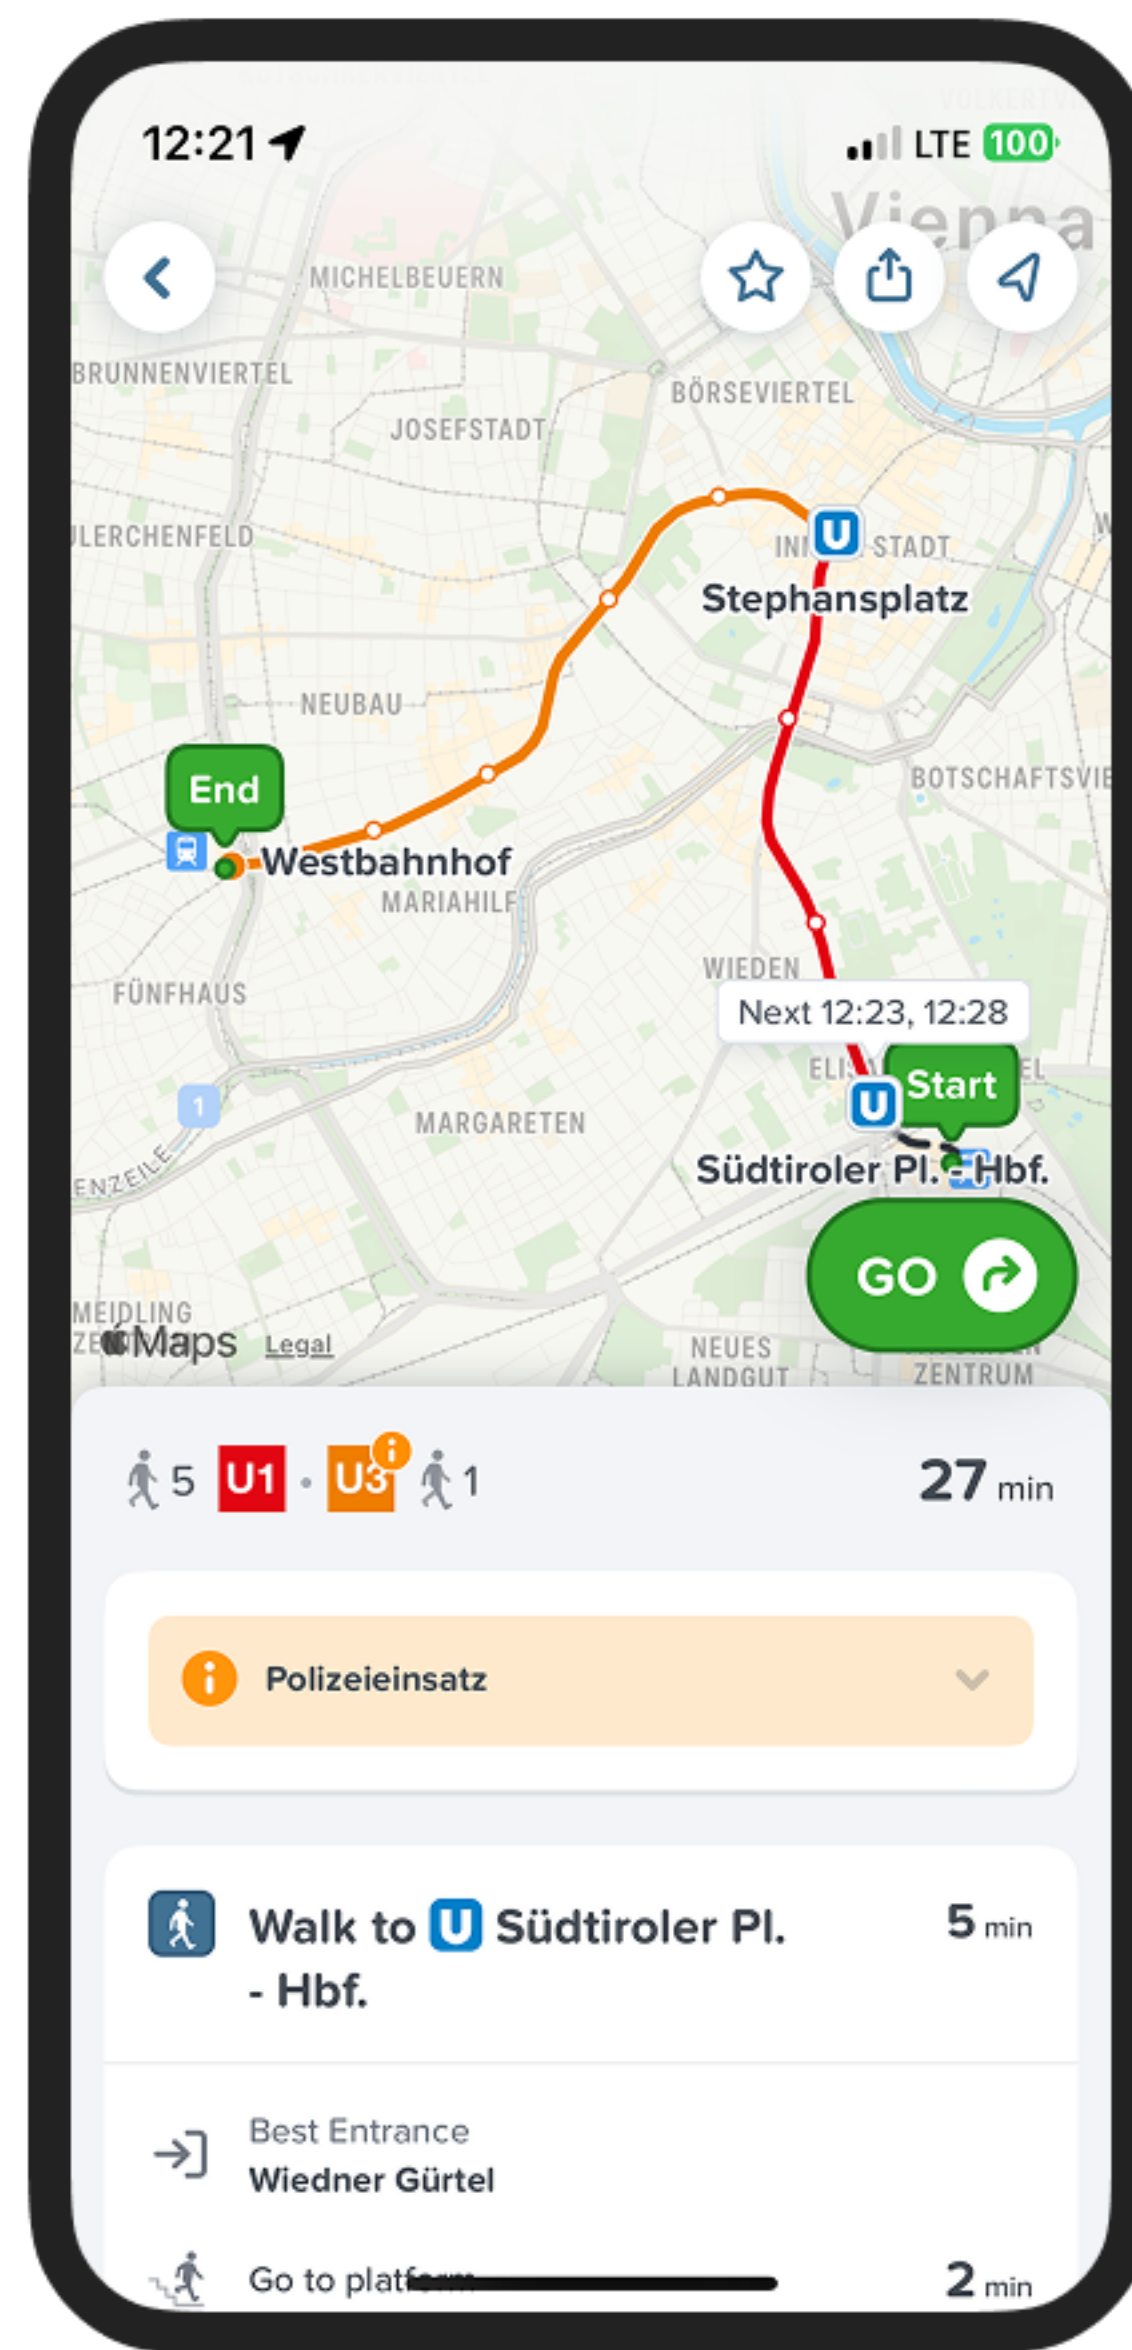 12:21
LTE 100
Vienna
MICHELBEUERN
BRUNNENVIERTEL
BÖRSEVIERTEL
JOSEFSTADT
LERCHENFELD
STADT
Stephansplatz
NEUBAU
End
BOTSCHAFTSVIE
Westbahnhof
MARIAHILF
WIEDEN
FÜNFHAUS
Next 12:23, 12:28
EL
Start
1
U
MARGARETEN
ENZEILE
Südtiroler Pl. - Hbf.
GO
MEIDLING
Maps
Legal
NEUES
LANDGUT
ZENTRUM
5 U1 · U3 1
27 min
Polizeieinsatz
Walk to U Südtiroler Pl.
- Hbf.
5 min
Best Entrance
Wiedner Gürtel
Go to platform
2 min